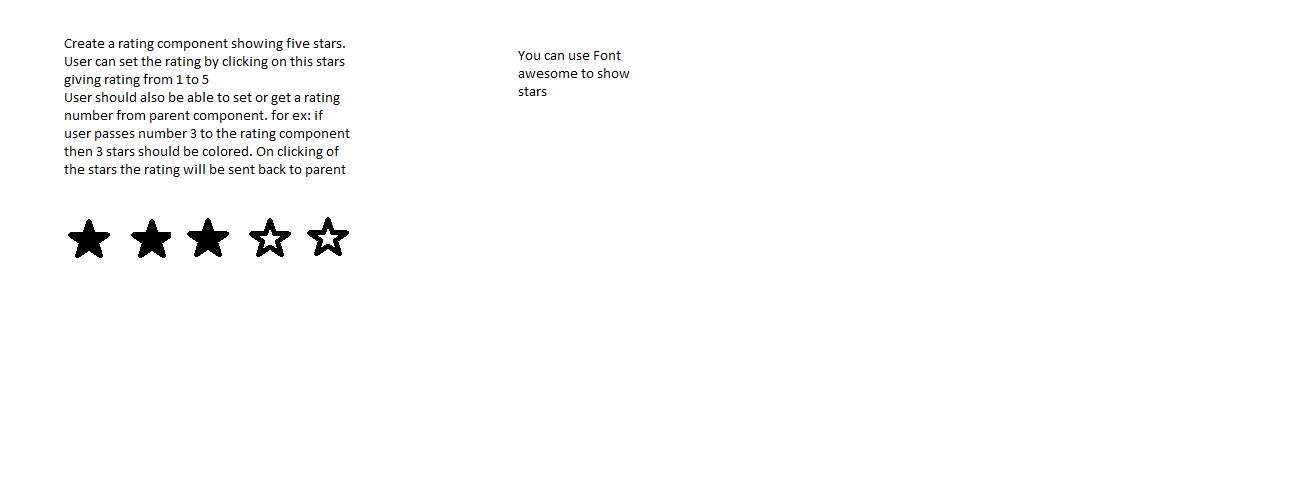 Create a rating component showing five stars.
User can set the rating by clicking on this stars
giving rating from 1 to 5
User should also be able to set or get a rating
number from parent component. for ex: if
user passes number 3 to the rating component
then 3 stars should be colored. On clicking of
the stars the rating will be sent back to parent
You can use Font
awesome to show
stars